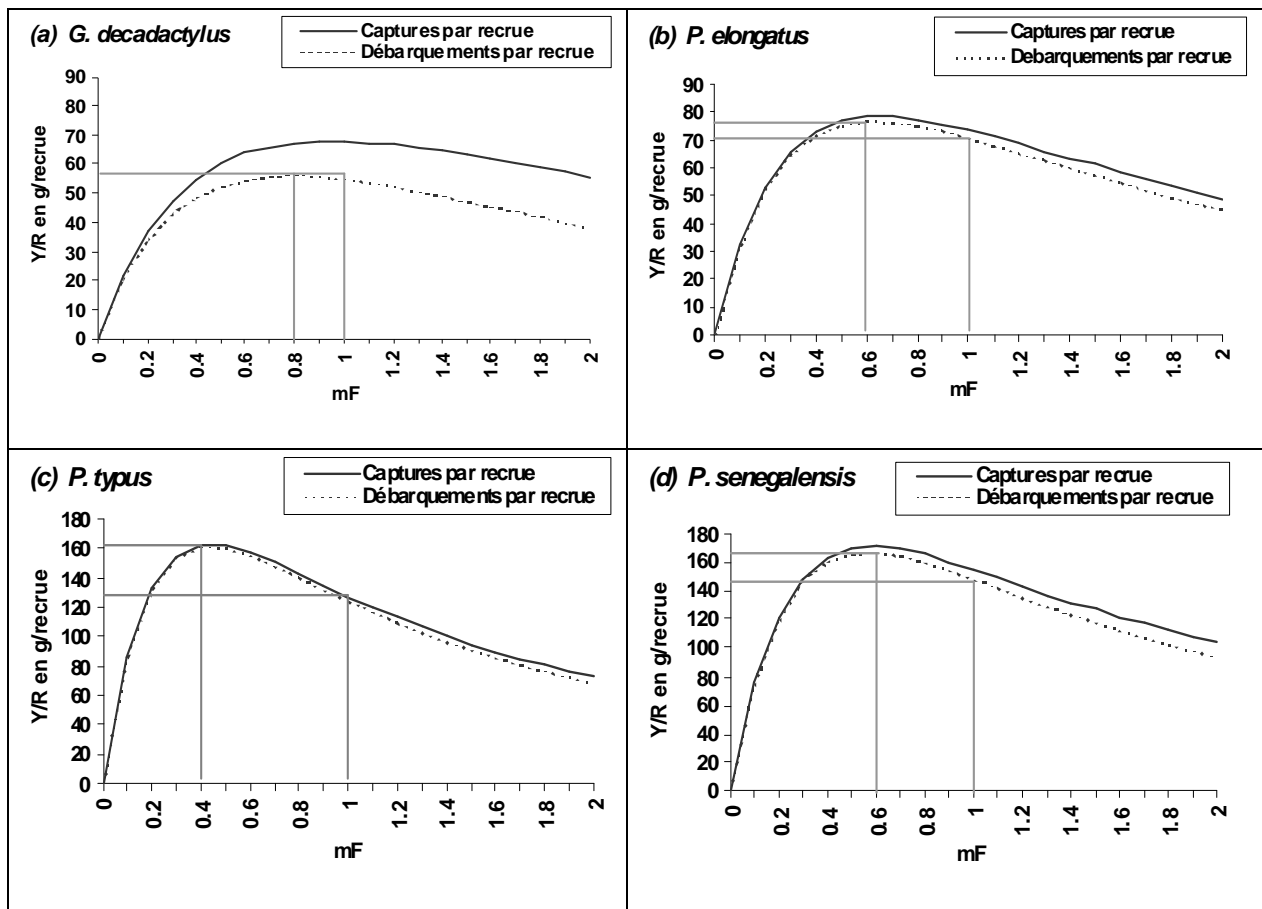 (a) G. decadactylus
Captures par recrue
Débarquements par recrue
90
80
70
60
50
40
30
20
10
0
Y/R en g/recrue
0 0.2 0.4 0.6 0.8 1 1.2 1.4 1.6 1.8 2
mF
(b) P. elongatus
Captures par recrue
Debarquements par recrue
90
80
70
60
50
40
30
20
10
0
Y/R en g/recrue
0 0.2 0.4 0.6 0.8 1 1.2 1.4 1.6 1.8 2
mF
(c) P. typus
Captures par recrue
Débarquements par recrue
180
160
140
120
100
80
60
40
20
0
Y/R en g/recrue
0 0.2 0.4 0.6 0.8 1 1.2 1.4 1.6 1.8 2
mF
(d) P. senegalensis
Captures par recrue
Débarquements par recrue
180
160
140
120
100
80
60
40
20
0
Y/R en g/recrue
0 0.2 0.4 0.6 0.8 1 1.2 1.4 1.6 1.8 2
mF